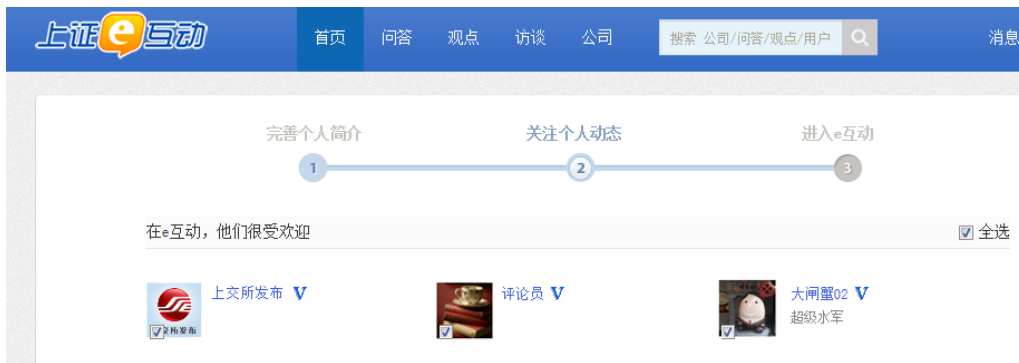 上证e互动
首页 问答 观点 访谈 公司 搜索 公司/问答/观点/用户 消息
完善个人简介 关注个人动态 进入e互动
1 2 3
在e互动，他们很受欢迎 全选
上交所发布 V 评论员 V 大闸蟹02 V
超级水军